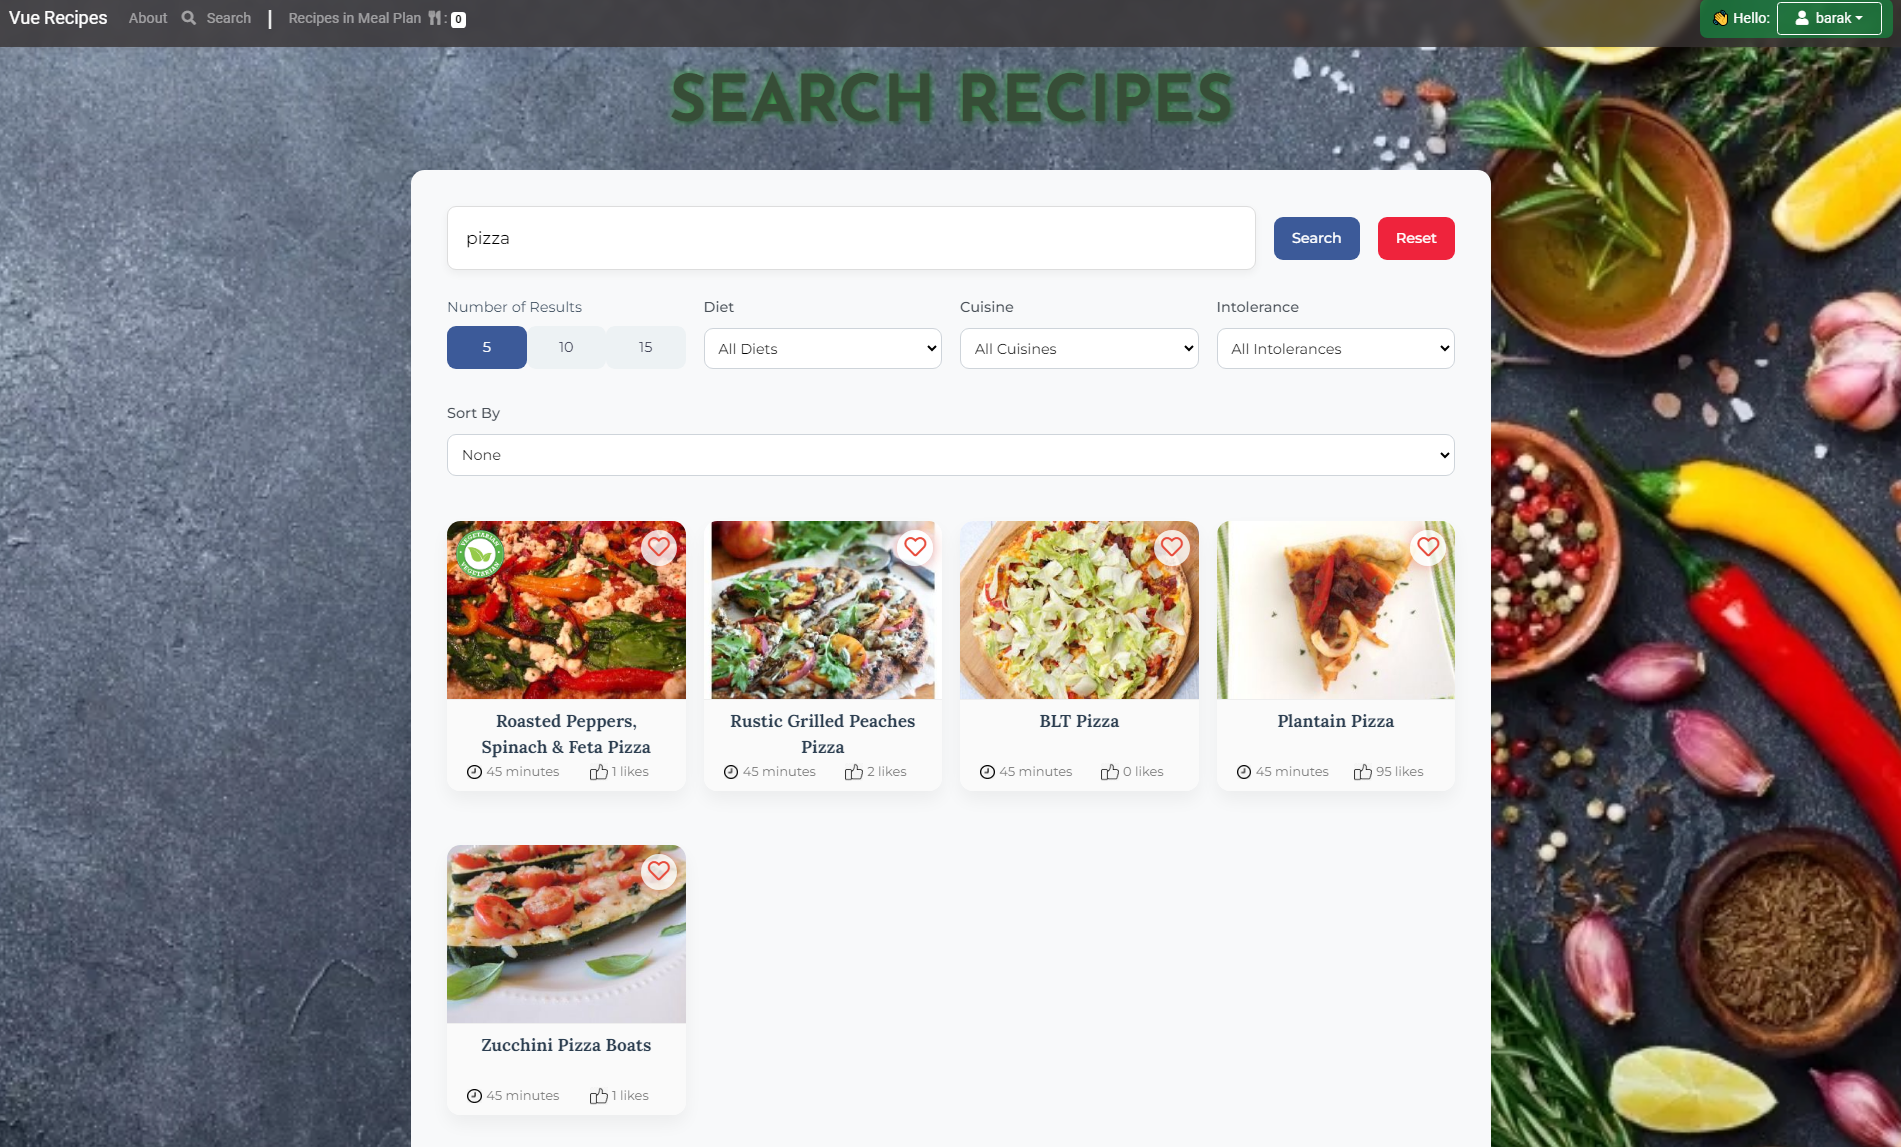 Vue Recipes About Search | Recipes in Meal Plan : 0 👋 Hello: barak
SEARCH RECIPES
pizza Search Reset
Number of Results Diet Cuisine Intolerance
5 10 15 All Diets All Cuisines All Intolerances
Sort By
None
VEGETARIAN VEGETARIAN
Roasted Peppers,
Spinach & Feta Pizza
45 minutes 1 likes
Rustic Grilled Peaches
Pizza
45 minutes 2 likes
BLT Pizza
45 minutes 0 likes
Plantain Pizza
45 minutes 95 likes
Zucchini Pizza Boats
45 minutes 1 likes